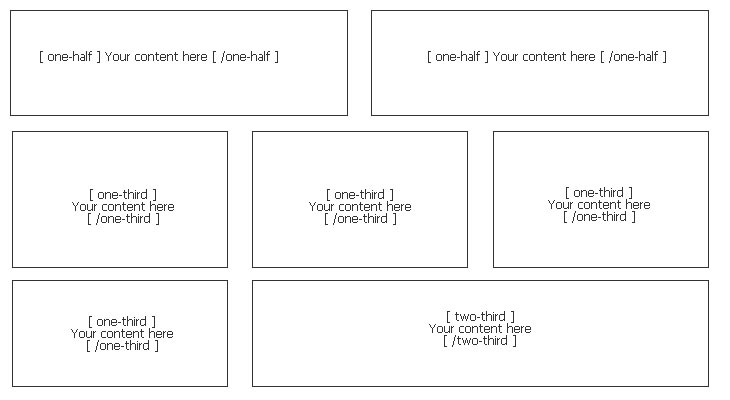 [ one-half ] Your content here [ /one-half ]
[ one-half ] Your content here [ /one-half ]
[ one-third ]
Your content here
[ /one-third ]
[ one-third ]
Your content here
[ /one-third ]
[ one-third ]
Your content here
[ /one-third ]
[ one-third ]
Your content here
[ /one-third ]
[ two-third ]
Your content here
[ /two-third ]